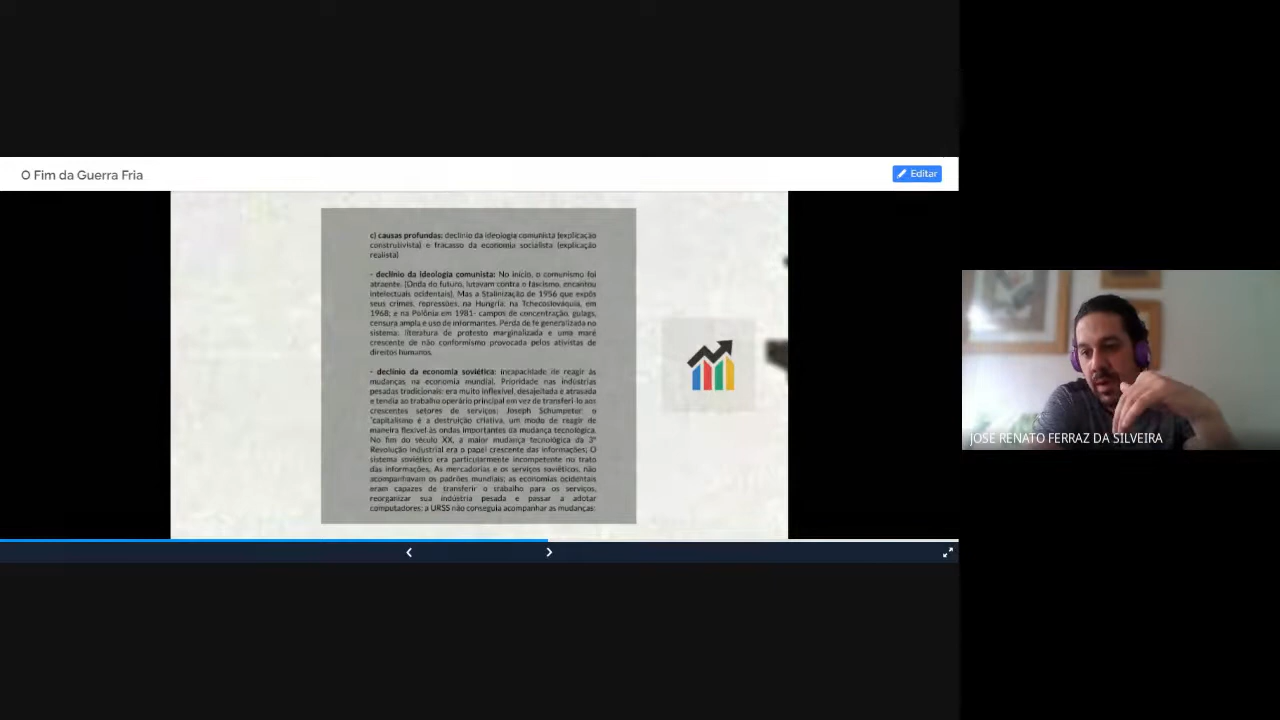 O Fim da Guerra Fria
Editar
c) causas profundas: declínio da ideologia comunista (explicação
construtivista) e fracasso da economia socialista (explicação
realista)
- declínio da ideologia comunista: No início, o comunismo foi
atraente. (Onda do futuro, lutavam contra o fascismo, encantou
intelectuais ocidentais). Mas a Stalinização de 1956 que expôs
seus crimes, repressões, na Hungria; na Tchecoslováquia, em
1968; e na Polônia em 1981- campos de concentração, gulags,
censura ampla e uso de informantes. Perda de fé generalizada no
sistema; literatura de protesto marginalizada e uma maré
crescente de não conformismo provocada pelos ativistas de
direitos humanos.
- declínio da economia soviética: incapacidade de reagir às
mudanças na economia mundial. Prioridade nas indústrias
pesadas tradicionais: era muito inflexível, desajeitada e atrasada
e tendia ao trabalho operário principal em vez de transferi-lo aos
crescentes setores de serviços; Joseph Schumpeter: o
"capitalismo é a destruição criativa, um modo de reagir de
maneira flexível às ondas importantes da mudança tecnológica.
No fim do século XX, a maior mudança tecnológica da 3ª
Revolução Industrial era o papel crescente das informações; O
sistema soviético era particularmente incompetente no trato
das informações. As mercadorias e os serviços soviéticos, não
acompanhavam os padrões mundiais; as economias ocidentais
eram capazes de transferir o trabalho para os serviços,
reorganizar sua indústria pesada e passar a adotar
computadores; a URSS não conseguia acompanhar as mudanças;
JOSE RENATO FERRAZ DA SILVEIRA